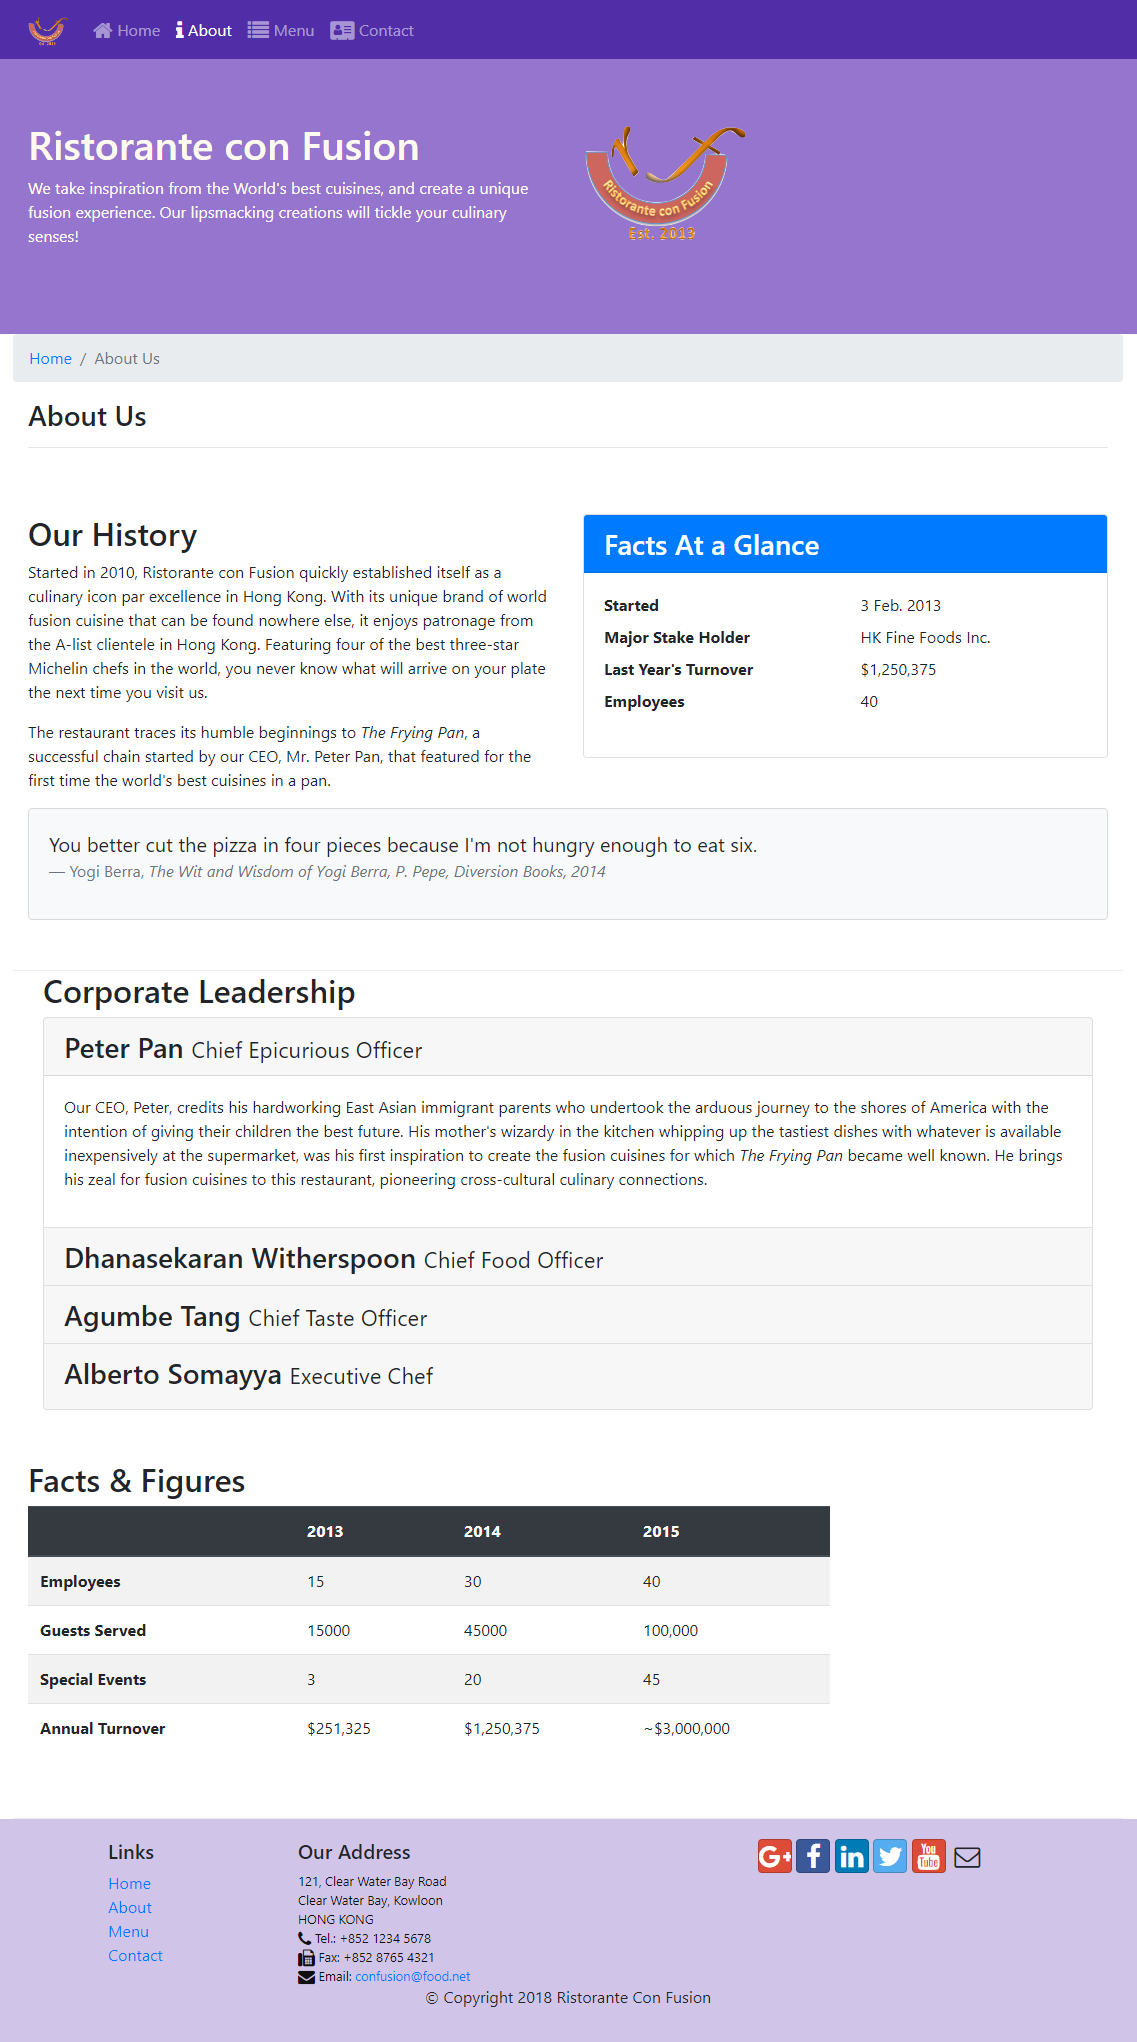 Home About Menu Contact
Ristorante con Fusion
We take inspiration from the World's best cuisines, and create a unique
fusion experience. Our lipsmacking creations will tickle your culinary
senses!
Ristorante con Fusion
Est. 2013
Home / About Us
About Us
Our History
Started in 2010, Ristorante con Fusion quickly established itself as a
culinary icon par excellence in Hong Kong. With its unique brand of world
fusion cuisine that can be found nowhere else, it enjoys patronage from
the A-list clientele in Hong Kong. Featuring four of the best three-star
Michelin chefs in the world, you never know what will arrive on your plate
the next time you visit us.
The restaurant traces its humble beginnings to The Frying Pan, a
successful chain started by our CEO, Mr. Peter Pan, that featured for the
first time the world's best cuisines in a pan.
Facts At a Glance
Started 3 Feb. 2013
Major Stake Holder HK Fine Foods Inc.
Last Year's Turnover $1,250,375
Employees 40
You better cut the pizza in four pieces because I'm not hungry enough to eat six.
— Yogi Berra, The Wit and Wisdom of Yogi Berra, P. Pepe, Diversion Books, 2014
Corporate Leadership
Peter Pan Chief Epicurious Officer
Our CEO, Peter, credits his hardworking East Asian immigrant parents who undertook the arduous journey to the shores of America with the
intention of giving their children the best future. His mother's wizardy in the kitchen whipping up the tastiest dishes with whatever is available
inexpensively at the supermarket, was his first inspiration to create the fusion cuisines for which The Frying Pan became well known. He brings
his zeal for fusion cuisines to this restaurant, pioneering cross-cultural culinary connections.
Dhanasekaran Witherspoon Chief Food Officer
Agumbe Tang Chief Taste Officer
Alberto Somayya Executive Chef
Facts & Figures
2013 2014 2015
Employees 15 30 40
Guests Served 15000 45000 100,000
Special Events 3 20 45
Annual Turnover $251,325 $1,250,375 ~$3,000,000
Links
Home
About
Menu
Contact
Our Address
121, Clear Water Bay Road
Clear Water Bay, Kowloon
HONG KONG
Tel.: +852 1234 5678
Fax: +852 8765 4321
Email: confusion@food.net
G+ f in You Tube
© Copyright 2018 Ristorante Con Fusion